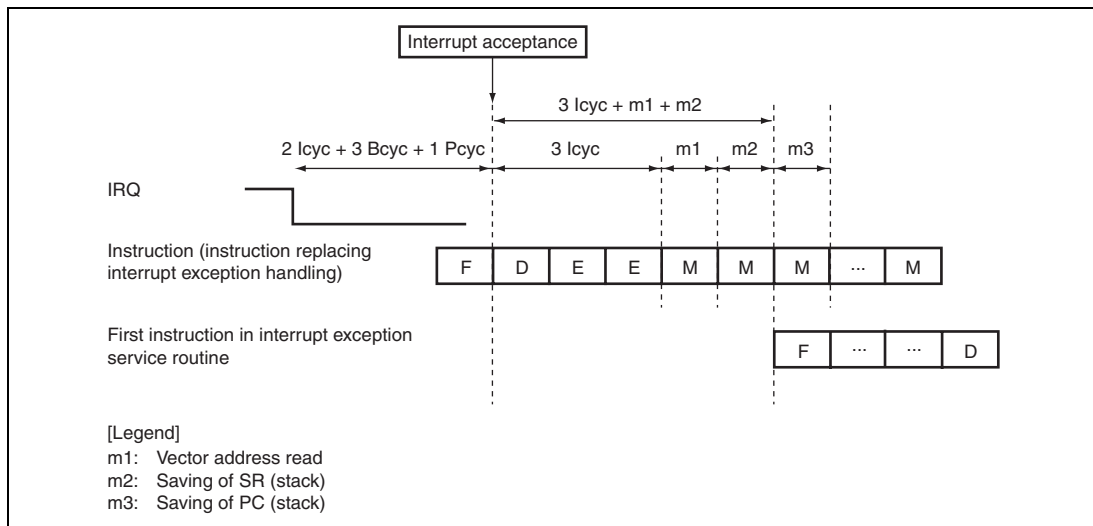 Interrupt acceptance
3 Icyc + m1 + m2
2 Icyc + 3 Bcyc + 1 Pcyc
3 Icyc
m1
m2
m3
IRQ
Instruction (instruction replacing
interrupt exception handling)
F D E E M M M ... M
First instruction in interrupt exception
service routine
F ... ... D
[Legend]
m1: Vector address read
m2: Saving of SR (stack)
m3: Saving of PC (stack)